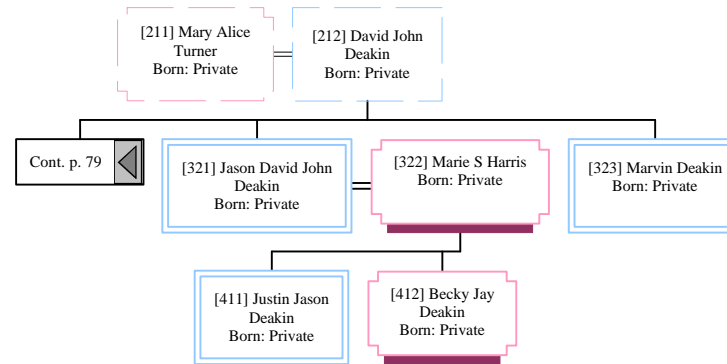 [211] Mary Alice
Turner
Born: Private
[212] David John
Deakin
Born: Private
Cont. p. 79
[321] Jason David John
Deakin
Born: Private
[322] Marie S Harris
Born: Private
[323] Marvin Deakin
Born: Private
[411] Justin Jason
Deakin
Born: Private
[412] Becky Jay
Deakin
Born: Private